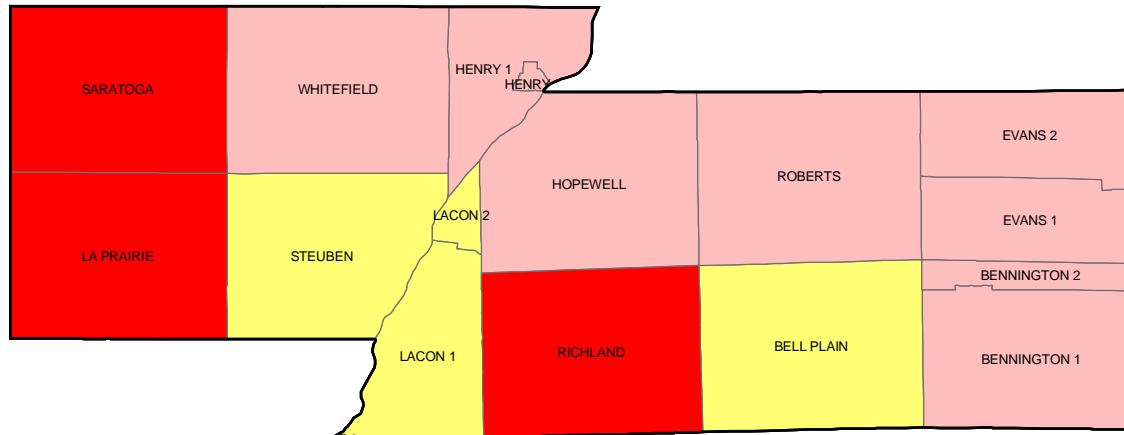 HENRY 1
SARATOGA
WHITEFIELD
HENRY
EVANS 2
ROBERTS
HOPEWELL
LACON 2
EVANS 1
LA PRAIRIE
STEUBEN
BENNINGTON 2
LACON 1
RICHLAND
BELL PLAIN
BENNINGTON 1